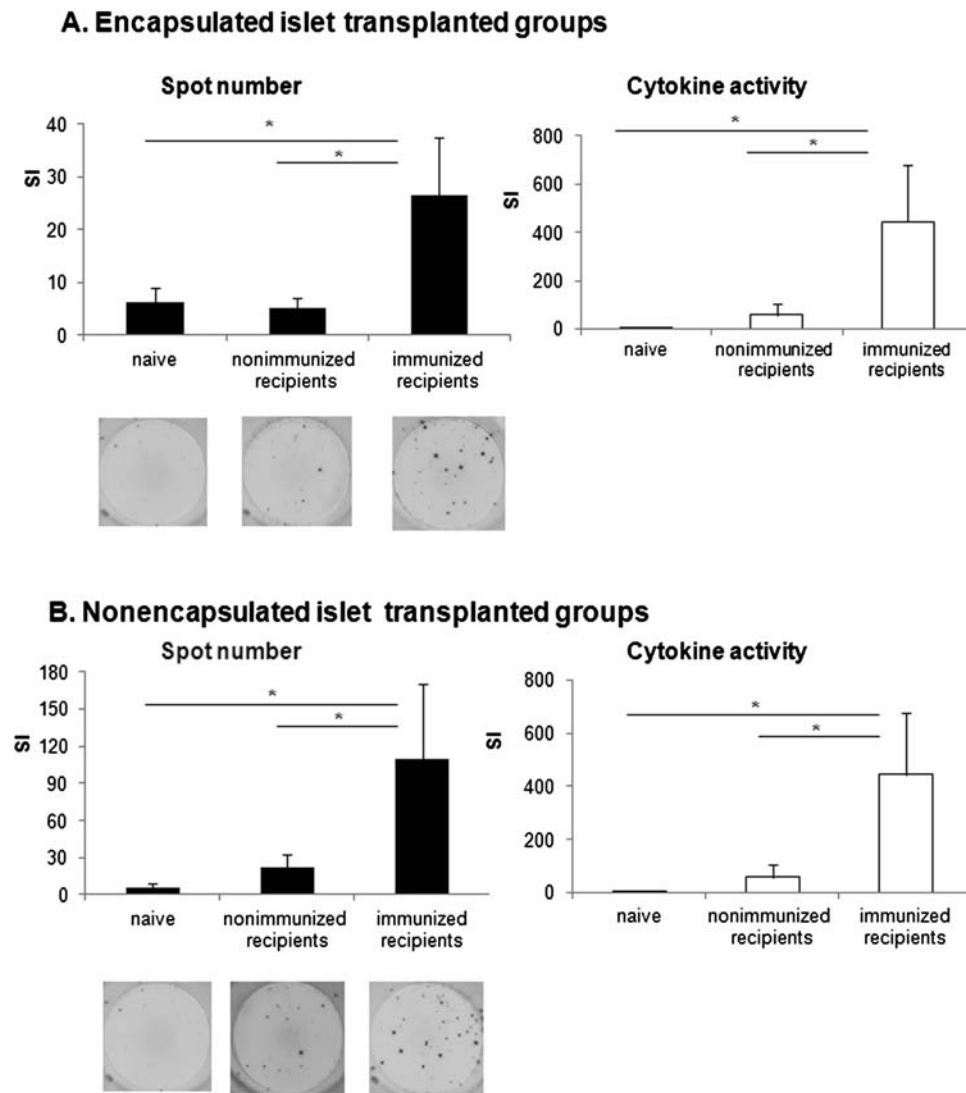 A. Encapsulated islet transplanted groups
Spot number
SI
40
30
20
10
0
*
*
naive
nonimmunized
recipients
immunized
recipients
Cytokine activity
SI
800
600
400
200
0
*
*
naive
nonimmunized
recipients
immunized
recipients
B. Nonencapsulated islet transplanted groups
Spot number
SI
180
150
120
90
60
30
0
*
*
naive
nonimmunized
recipients
immunized
recipients
Cytokine activity
SI
800
600
400
200
0
*
*
naive
nonimmunized
recipients
immunized
recipients